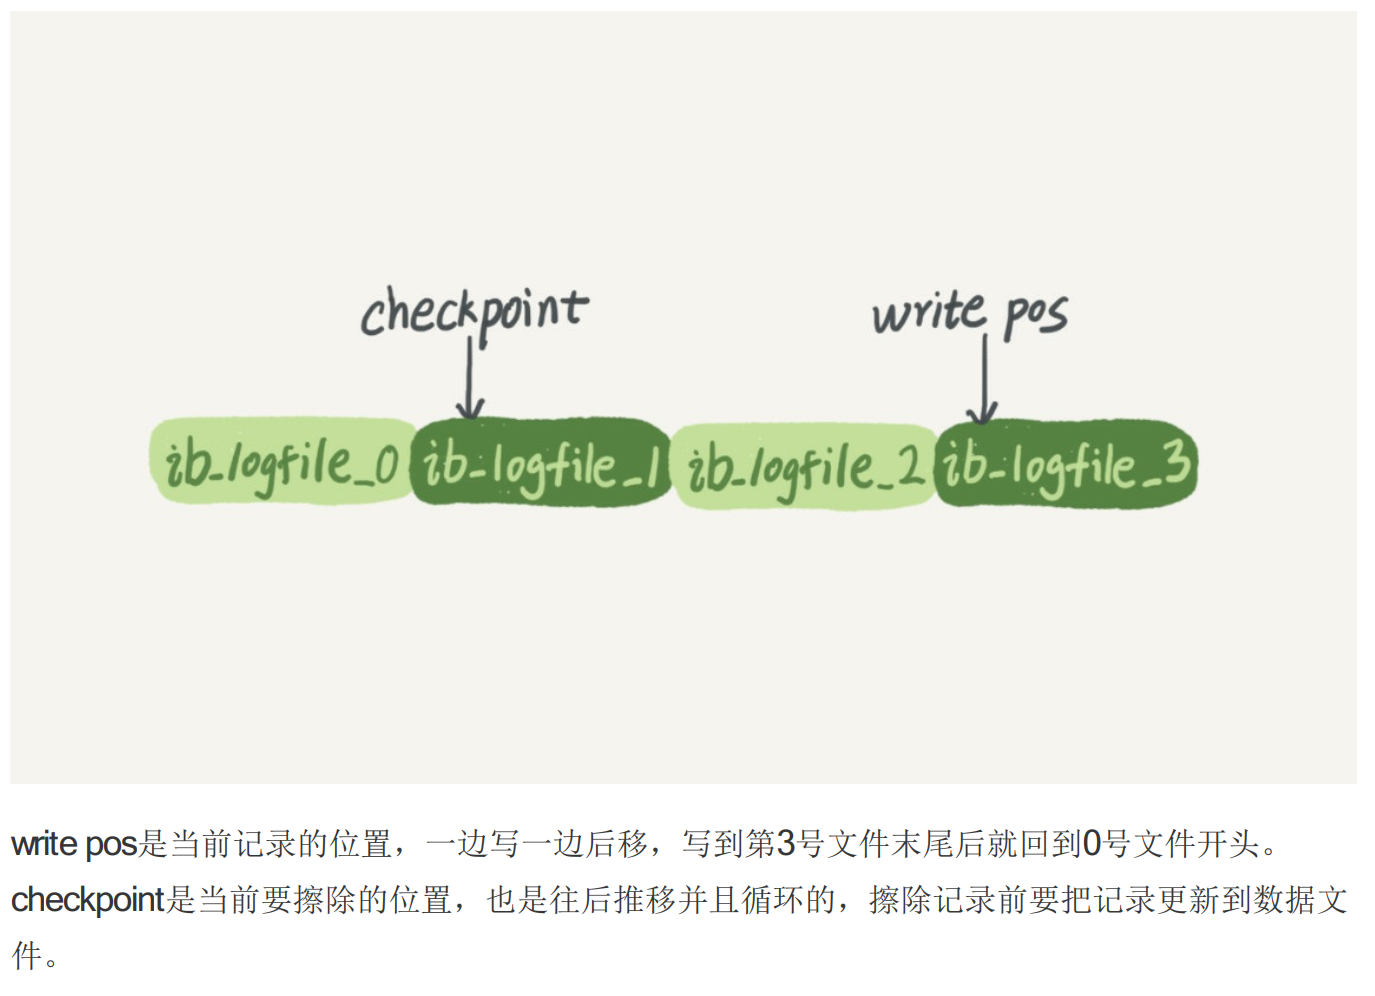 checkpoint write pos
ib_logfile_0 ib_logfile_1 ib_logfile_2 ib_logfile_3
write pos是当前记录的位置，一边写一边后移，写到第3号文件末尾后就回到0号文件开头。
checkpoint是当前要擦除的位置，也是往后推移并且循环的，擦除记录前要把记录更新到数据文
件。